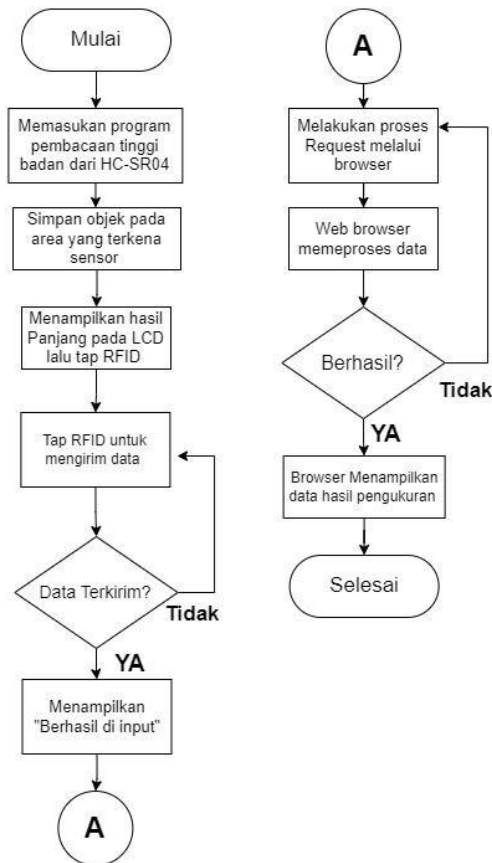 Mulai
Memasukan program
pembacaan tinggi
badan dari HC-SR04
Simpan objek pada
area yang terkena
sensor
Menampilkan hasil
Panjang pada LCD
lalu tap RFID
Tap RFID untuk
mengirim data
Data Terkirim?
Tidak
YA
Menampilkan
"Berhasil di input"
A
A
Melakukan proses
Request melalui
browser
Web browser
memeproses data
Berhasil?
Tidak
YA
Browser Menampilkan
data hasil pengukuran
Selesai